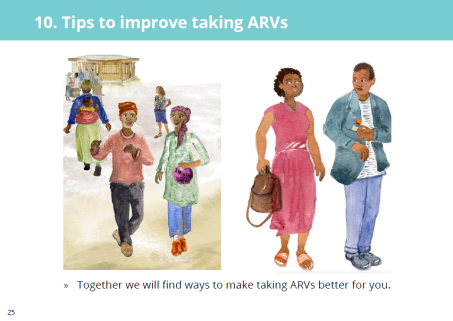 10. Tips to improve taking ARVs
» Together we will find ways to make taking ARVs better for you.
25